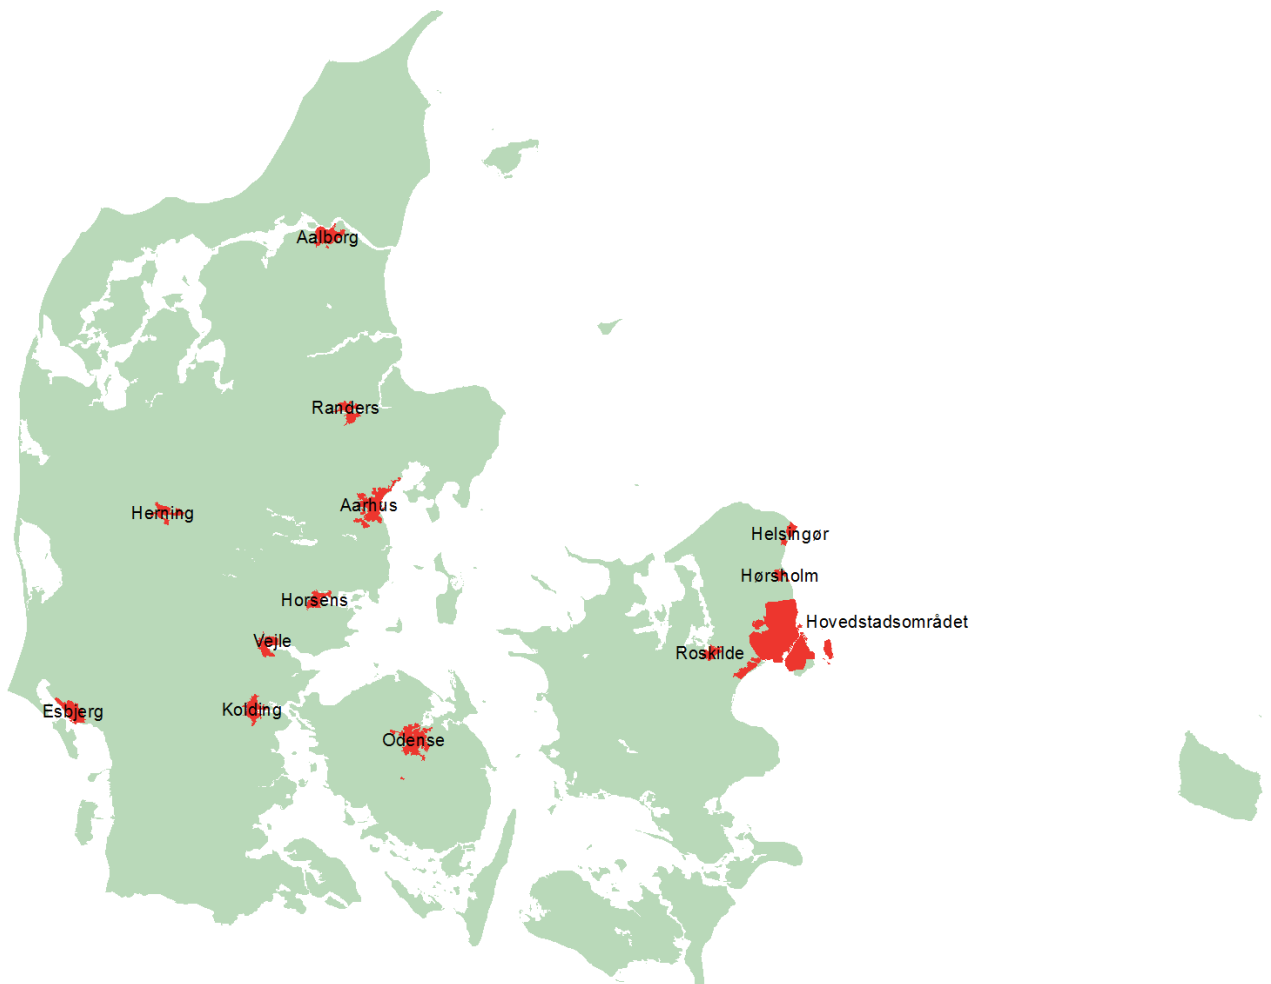 Aalborg
Randers
Aarhus
Herning
Helsingør
Hørsholm
Horsens
Hovedstadsområdet
Vejle
Roskilde
Kolding
Esbjerg
Odense